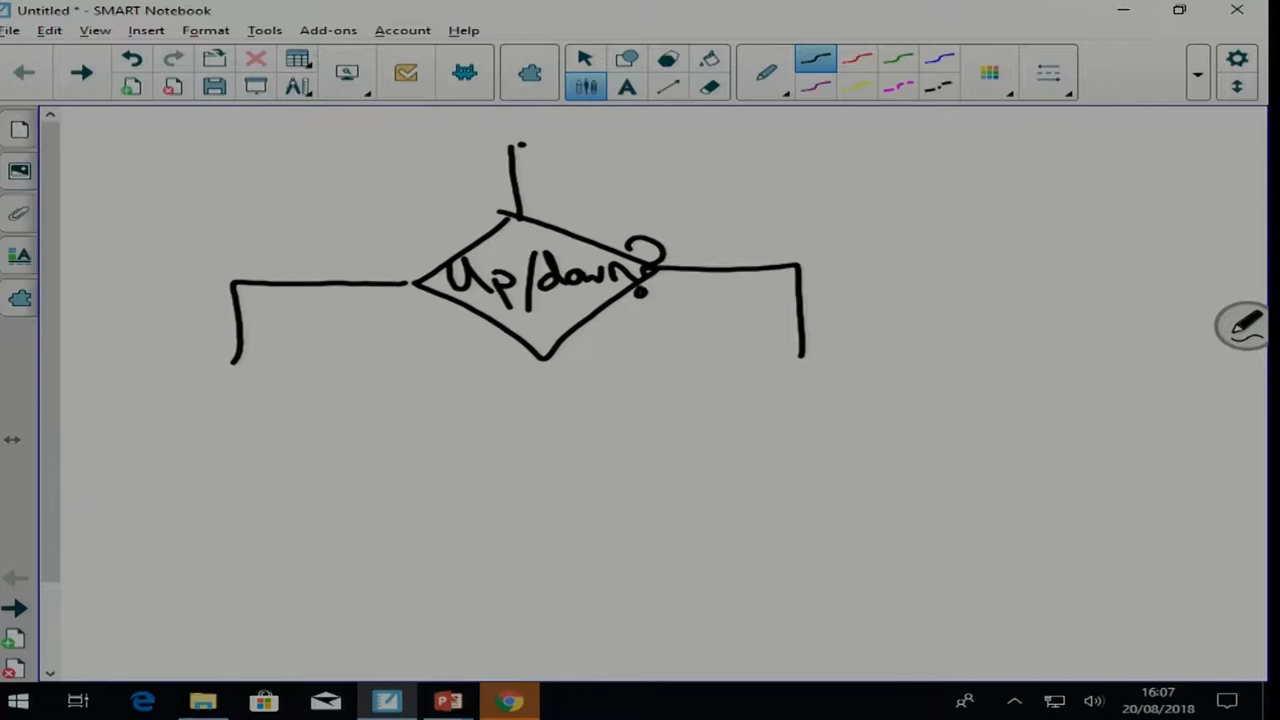 Untitled * - SMART Notebook
File Edit View Insert Format Tools Add-ons Account Help
Up/down?
16:07
20/08/2018